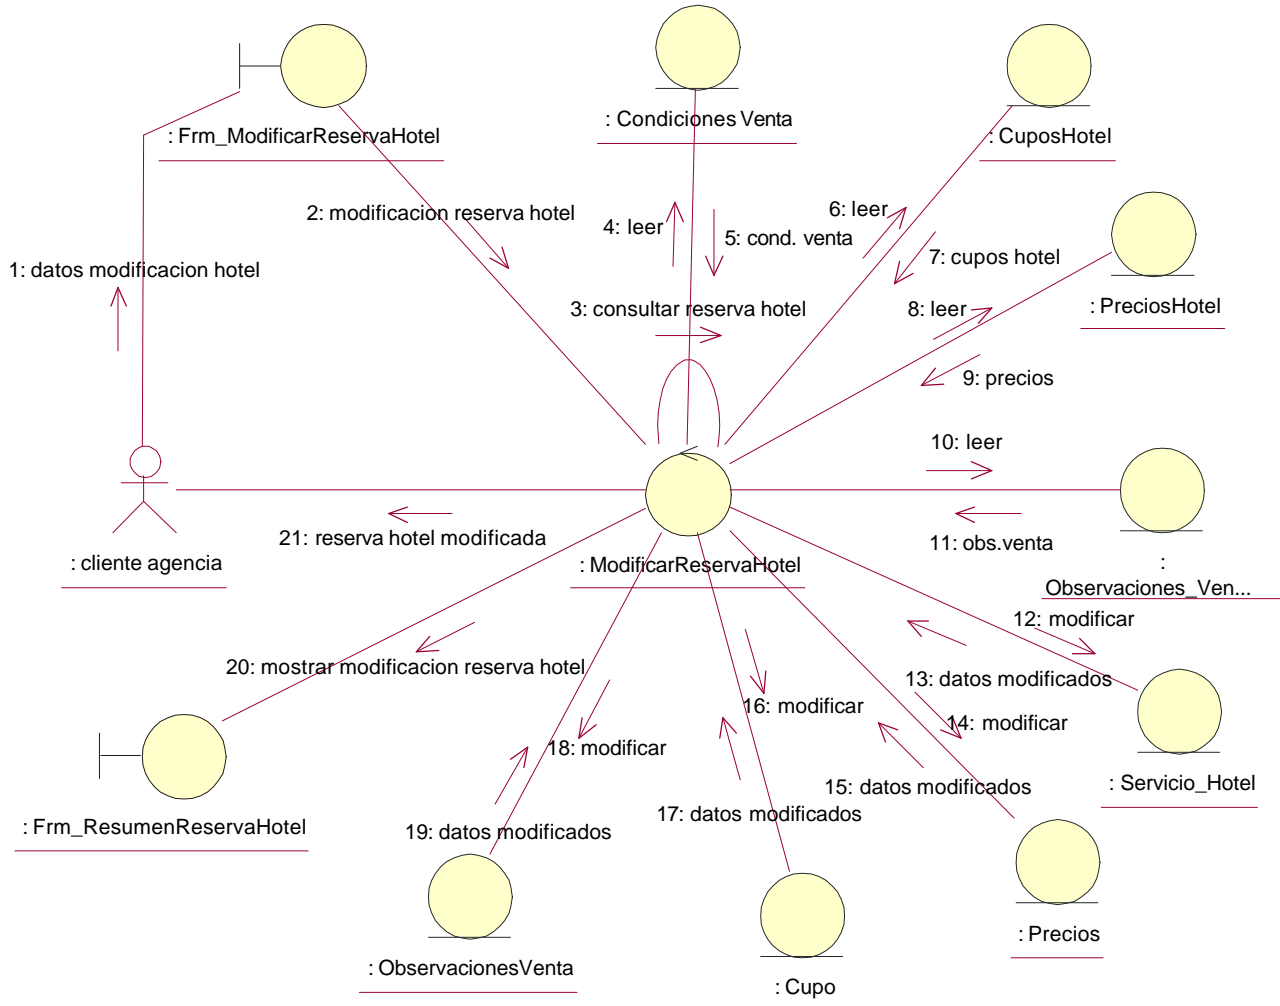 : Frm_ModificarReservaHotel
: Condiciones Venta
: CuposHotel
2: modificacion reserva hotel
4: leer
5: cond. venta
6: leer
7: cupos hotel
1: datos modificacion hotel
3: consultar reserva hotel
8: leer
: PreciosHotel
9: precios
10: leer
21: reserva hotel modificada
11: obs.venta
: cliente agencia
: ModificarReservaHotel
:
Observaciones_Ven...
12: modificar
20: mostrar modificacion reserva hotel
13: datos modificados
16: modificar
14: modificar
18: modificar
15: datos modificados
: Servicio_Hotel
17: datos modificados
: Frm_ResumenReservaHotel
19: datos modificados
: Precios
: ObservacionesVenta
: Cupo